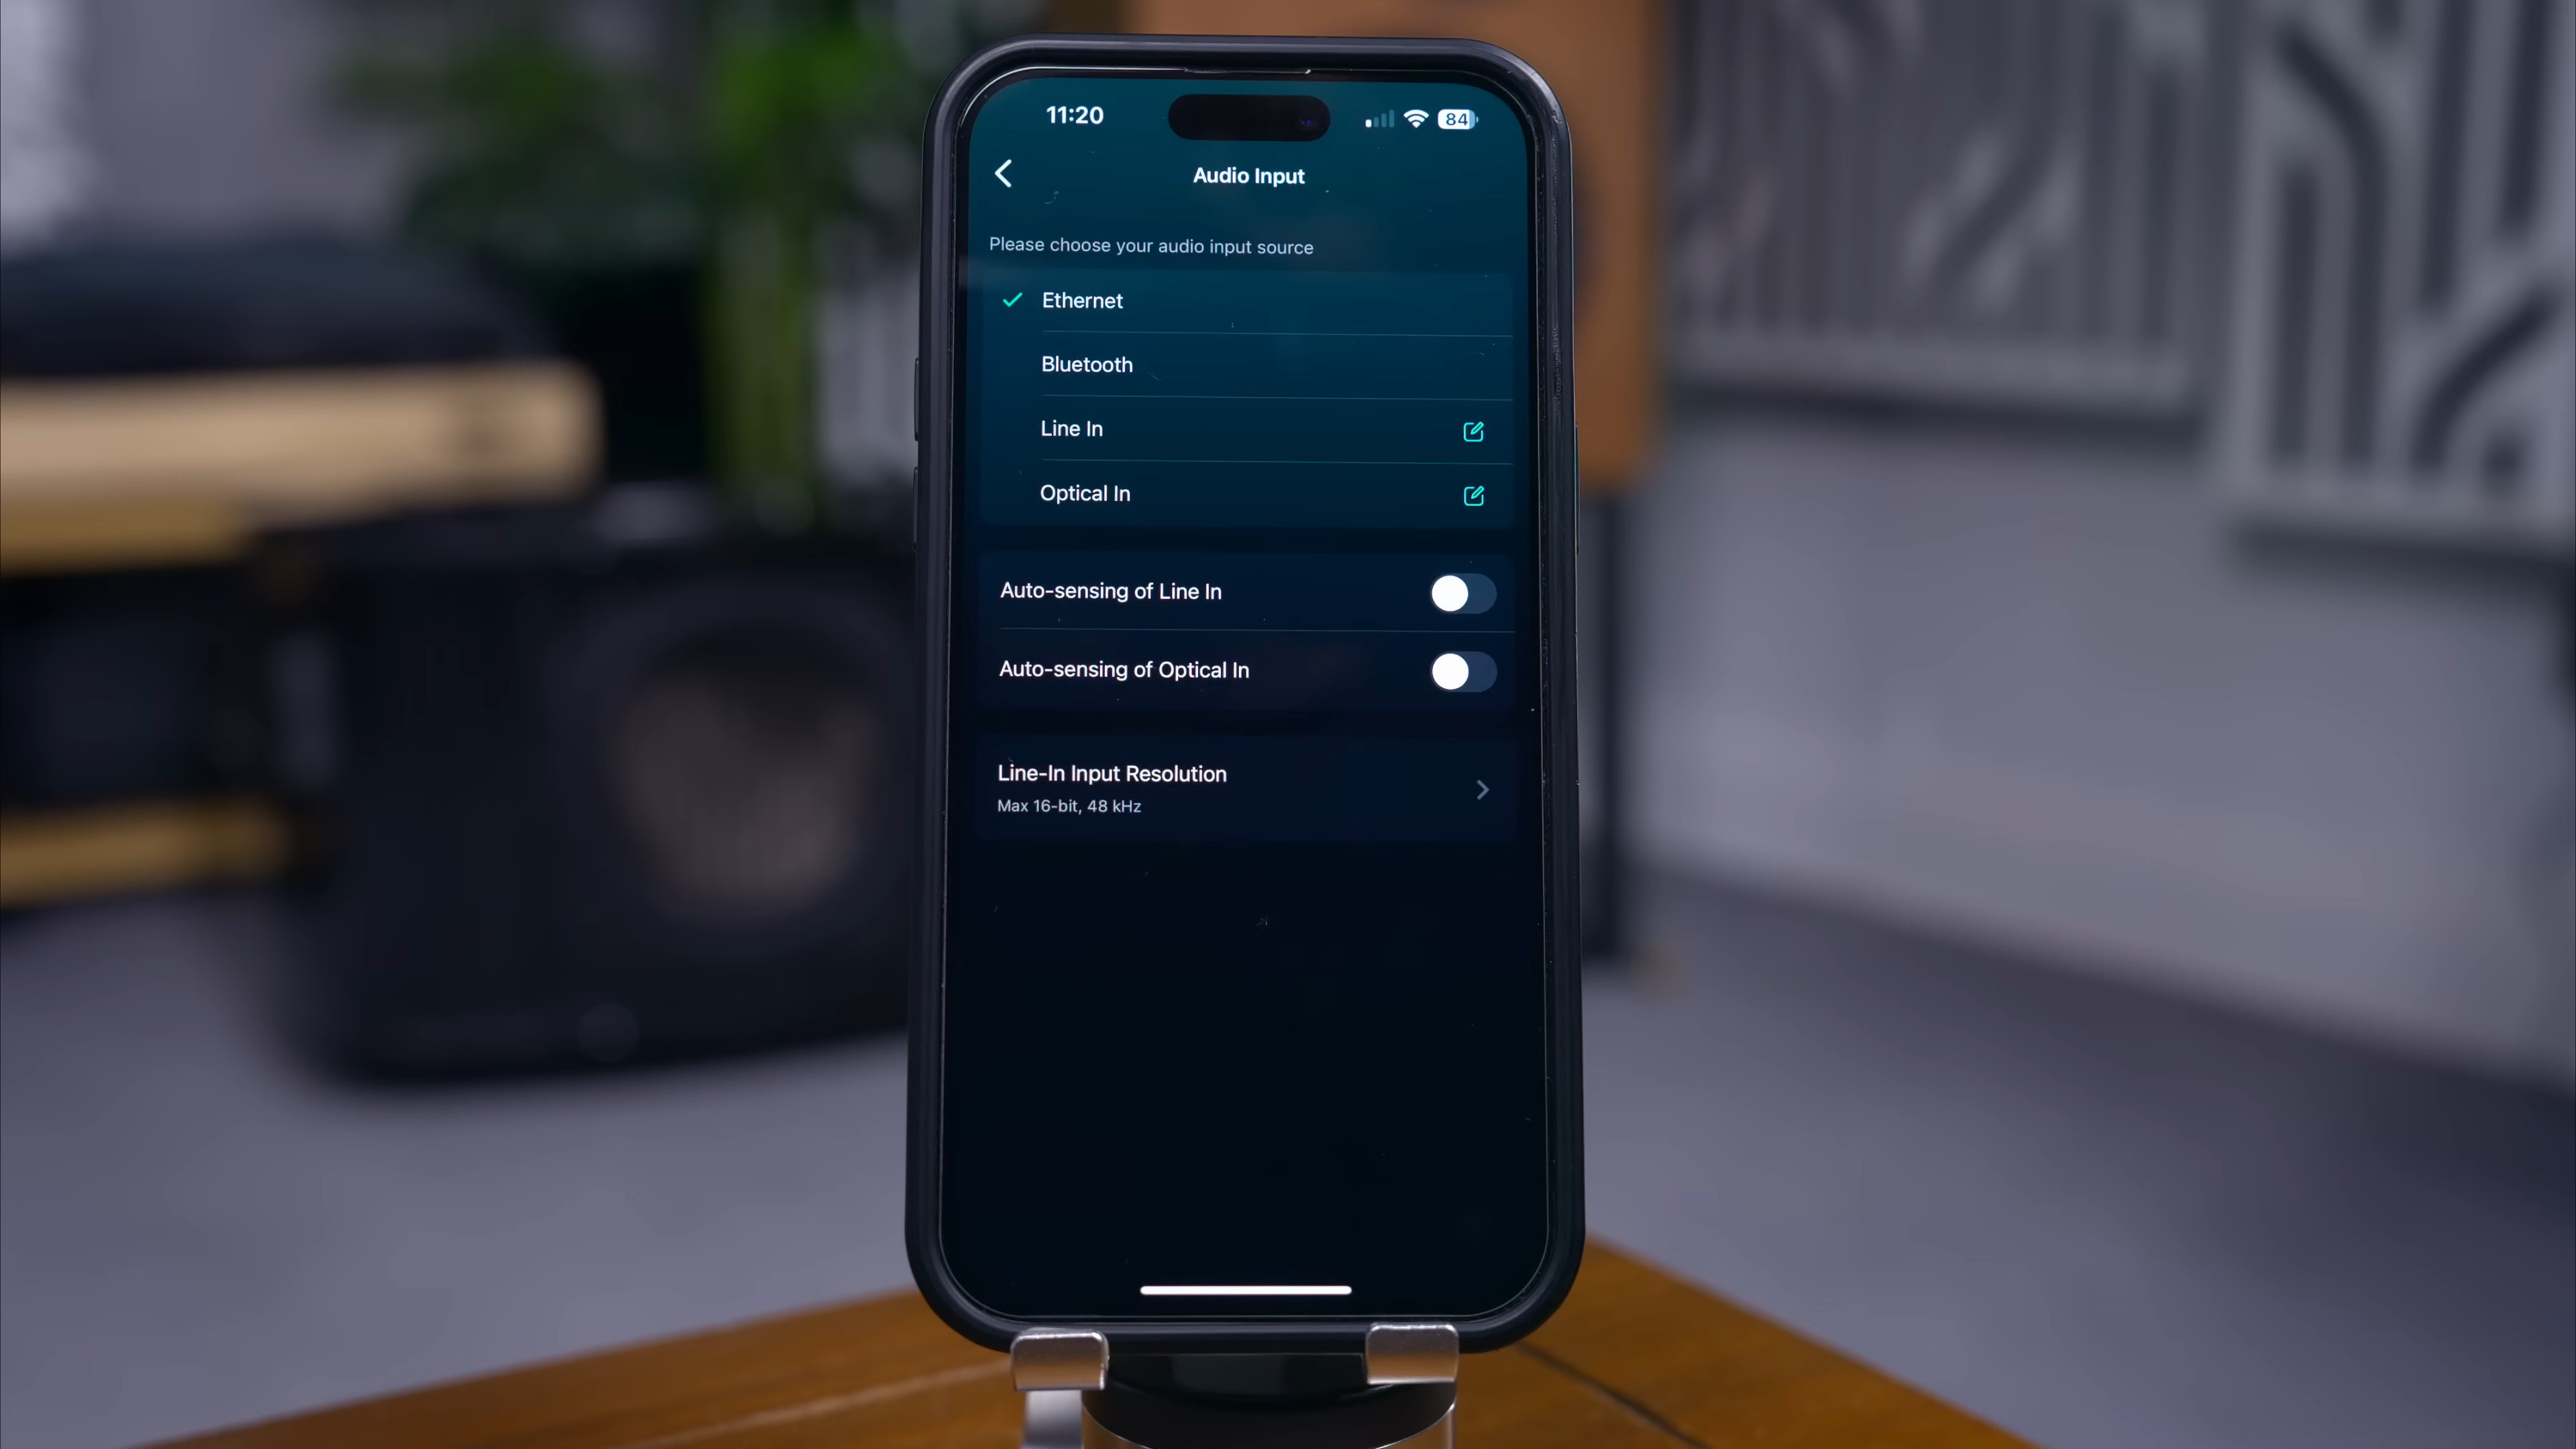 11:20
84
Audio Input
Please choose your audio input source
Ethernet
Bluetooth
Line In
Optical In
Auto-sensing of Line In
Auto-sensing of Optical In
Line-In Input Resolution
Max 16-bit, 48 kHz